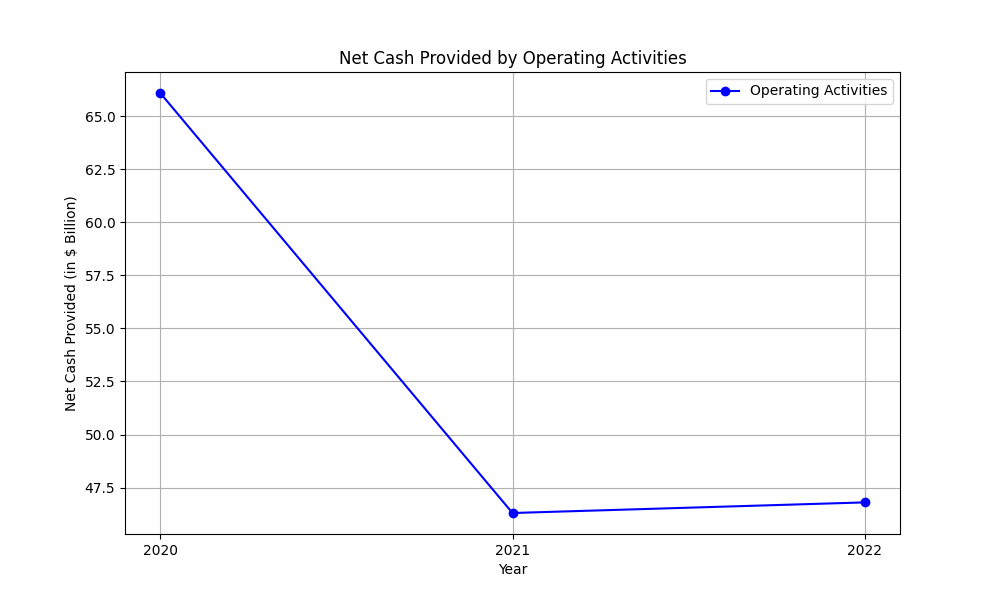 Net Cash Provided by Operating Activities
Operating Activities
Net Cash Provided (in $ Billion)
65.0
62.5
60.0
57.5
55.0
52.5
50.0
47.5
2020
2021
2022
Year